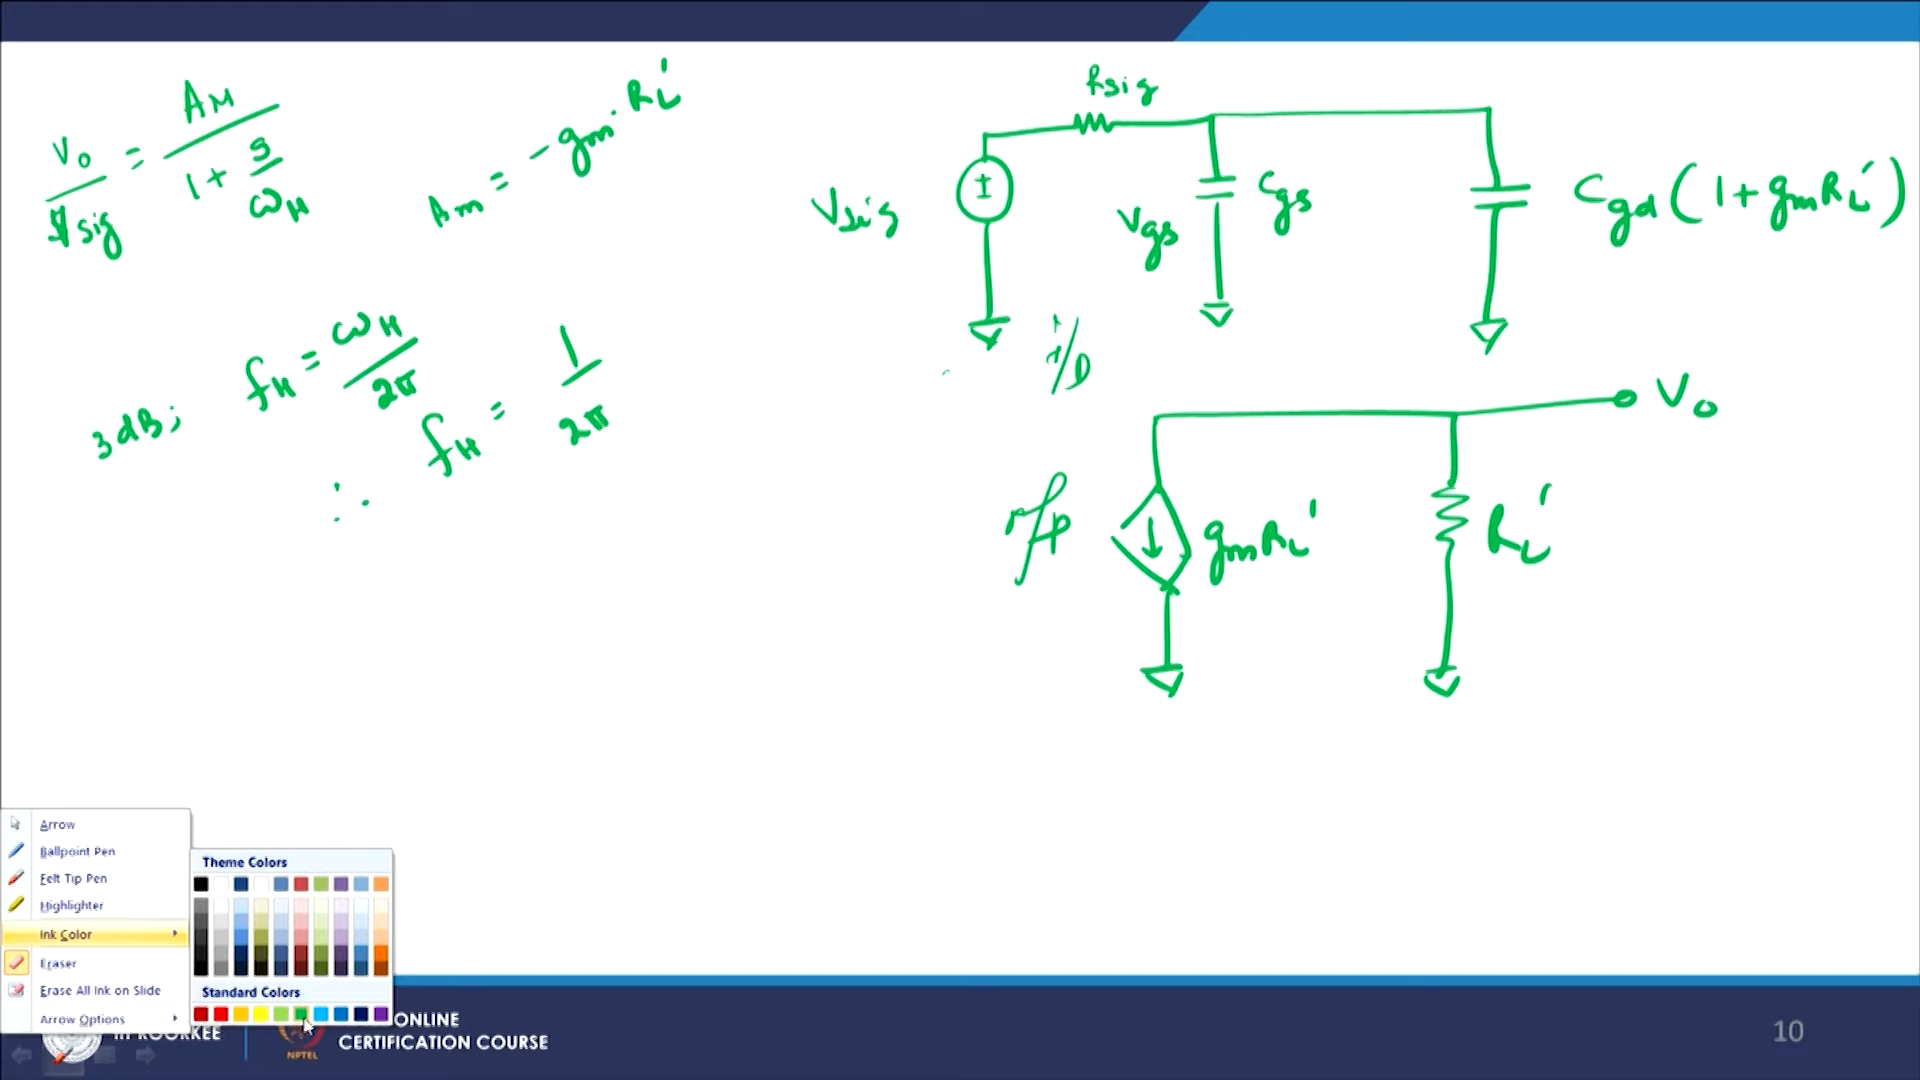 Vo/Vsig = AM/(1 + s/ωH)
Am = -gm RL'
3dB; fH = ωH/2π
∴ fH = 1/2π
Rsig
Vsig
Vgs
Cgs
Cgd(1+gmRL')
Vo
gmRL'
RL'
Arrow
Ballpoint Pen
Felt Tip Pen
Highlighter
Ink Color
Eraser
Erase All Ink on Slide
Arrow Options
Theme Colors
Standard Colors
ROORKEE
NPTEL
ONLINE
CERTIFICATION COURSE
10